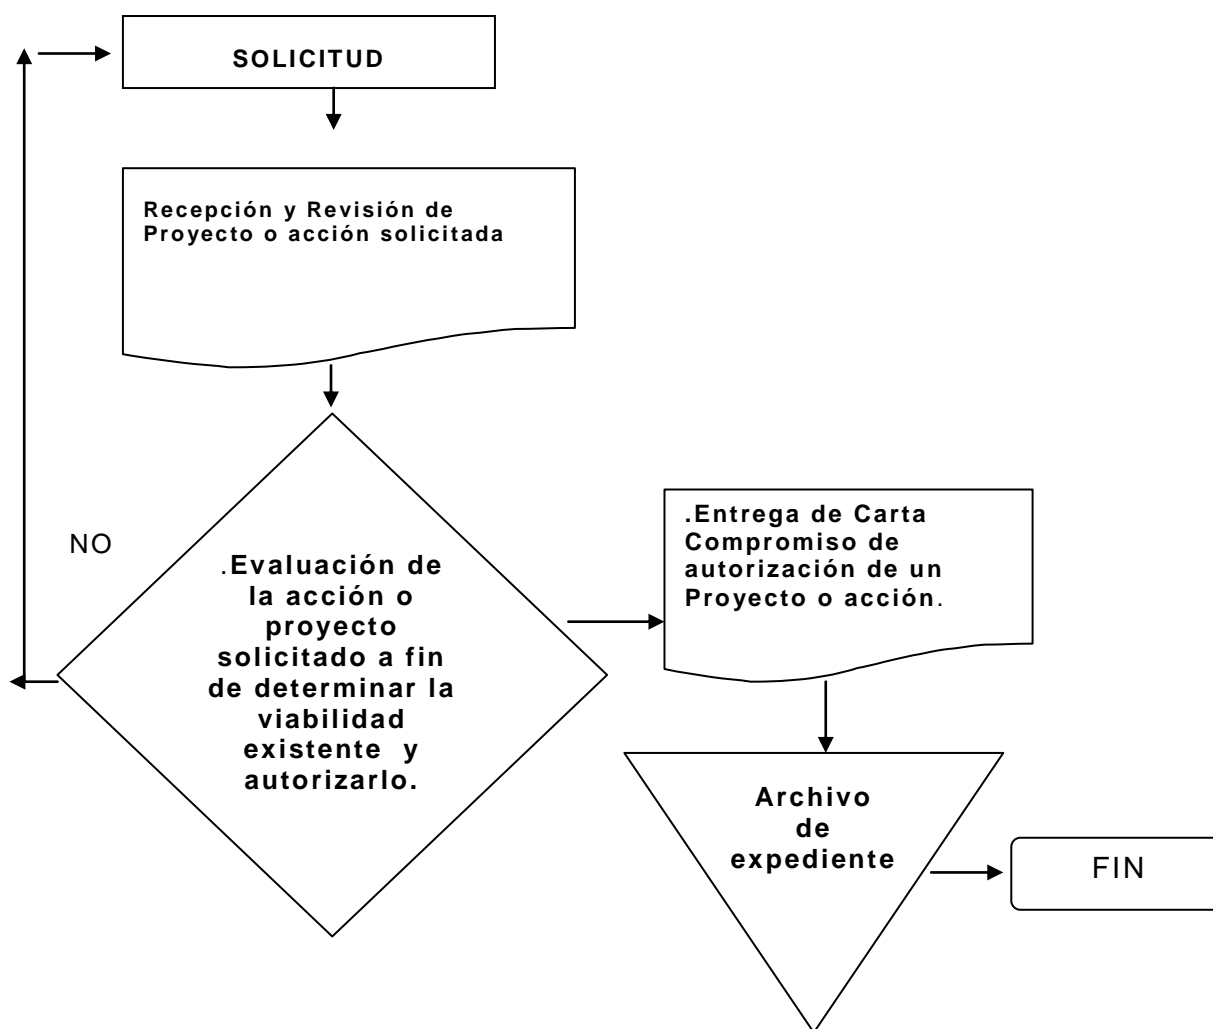 SOLICITUD
Recepción y Revisión de
Proyecto o acción solicitada
NO
.Evaluación de
la acción o
proyecto
solicitado a fin
de determinar la
viabilidad
existente y
autorizarlo.
.Entrega de Carta
Compromiso de
autorización de un
Proyecto o acción.
Archivo
de
expediente
FIN